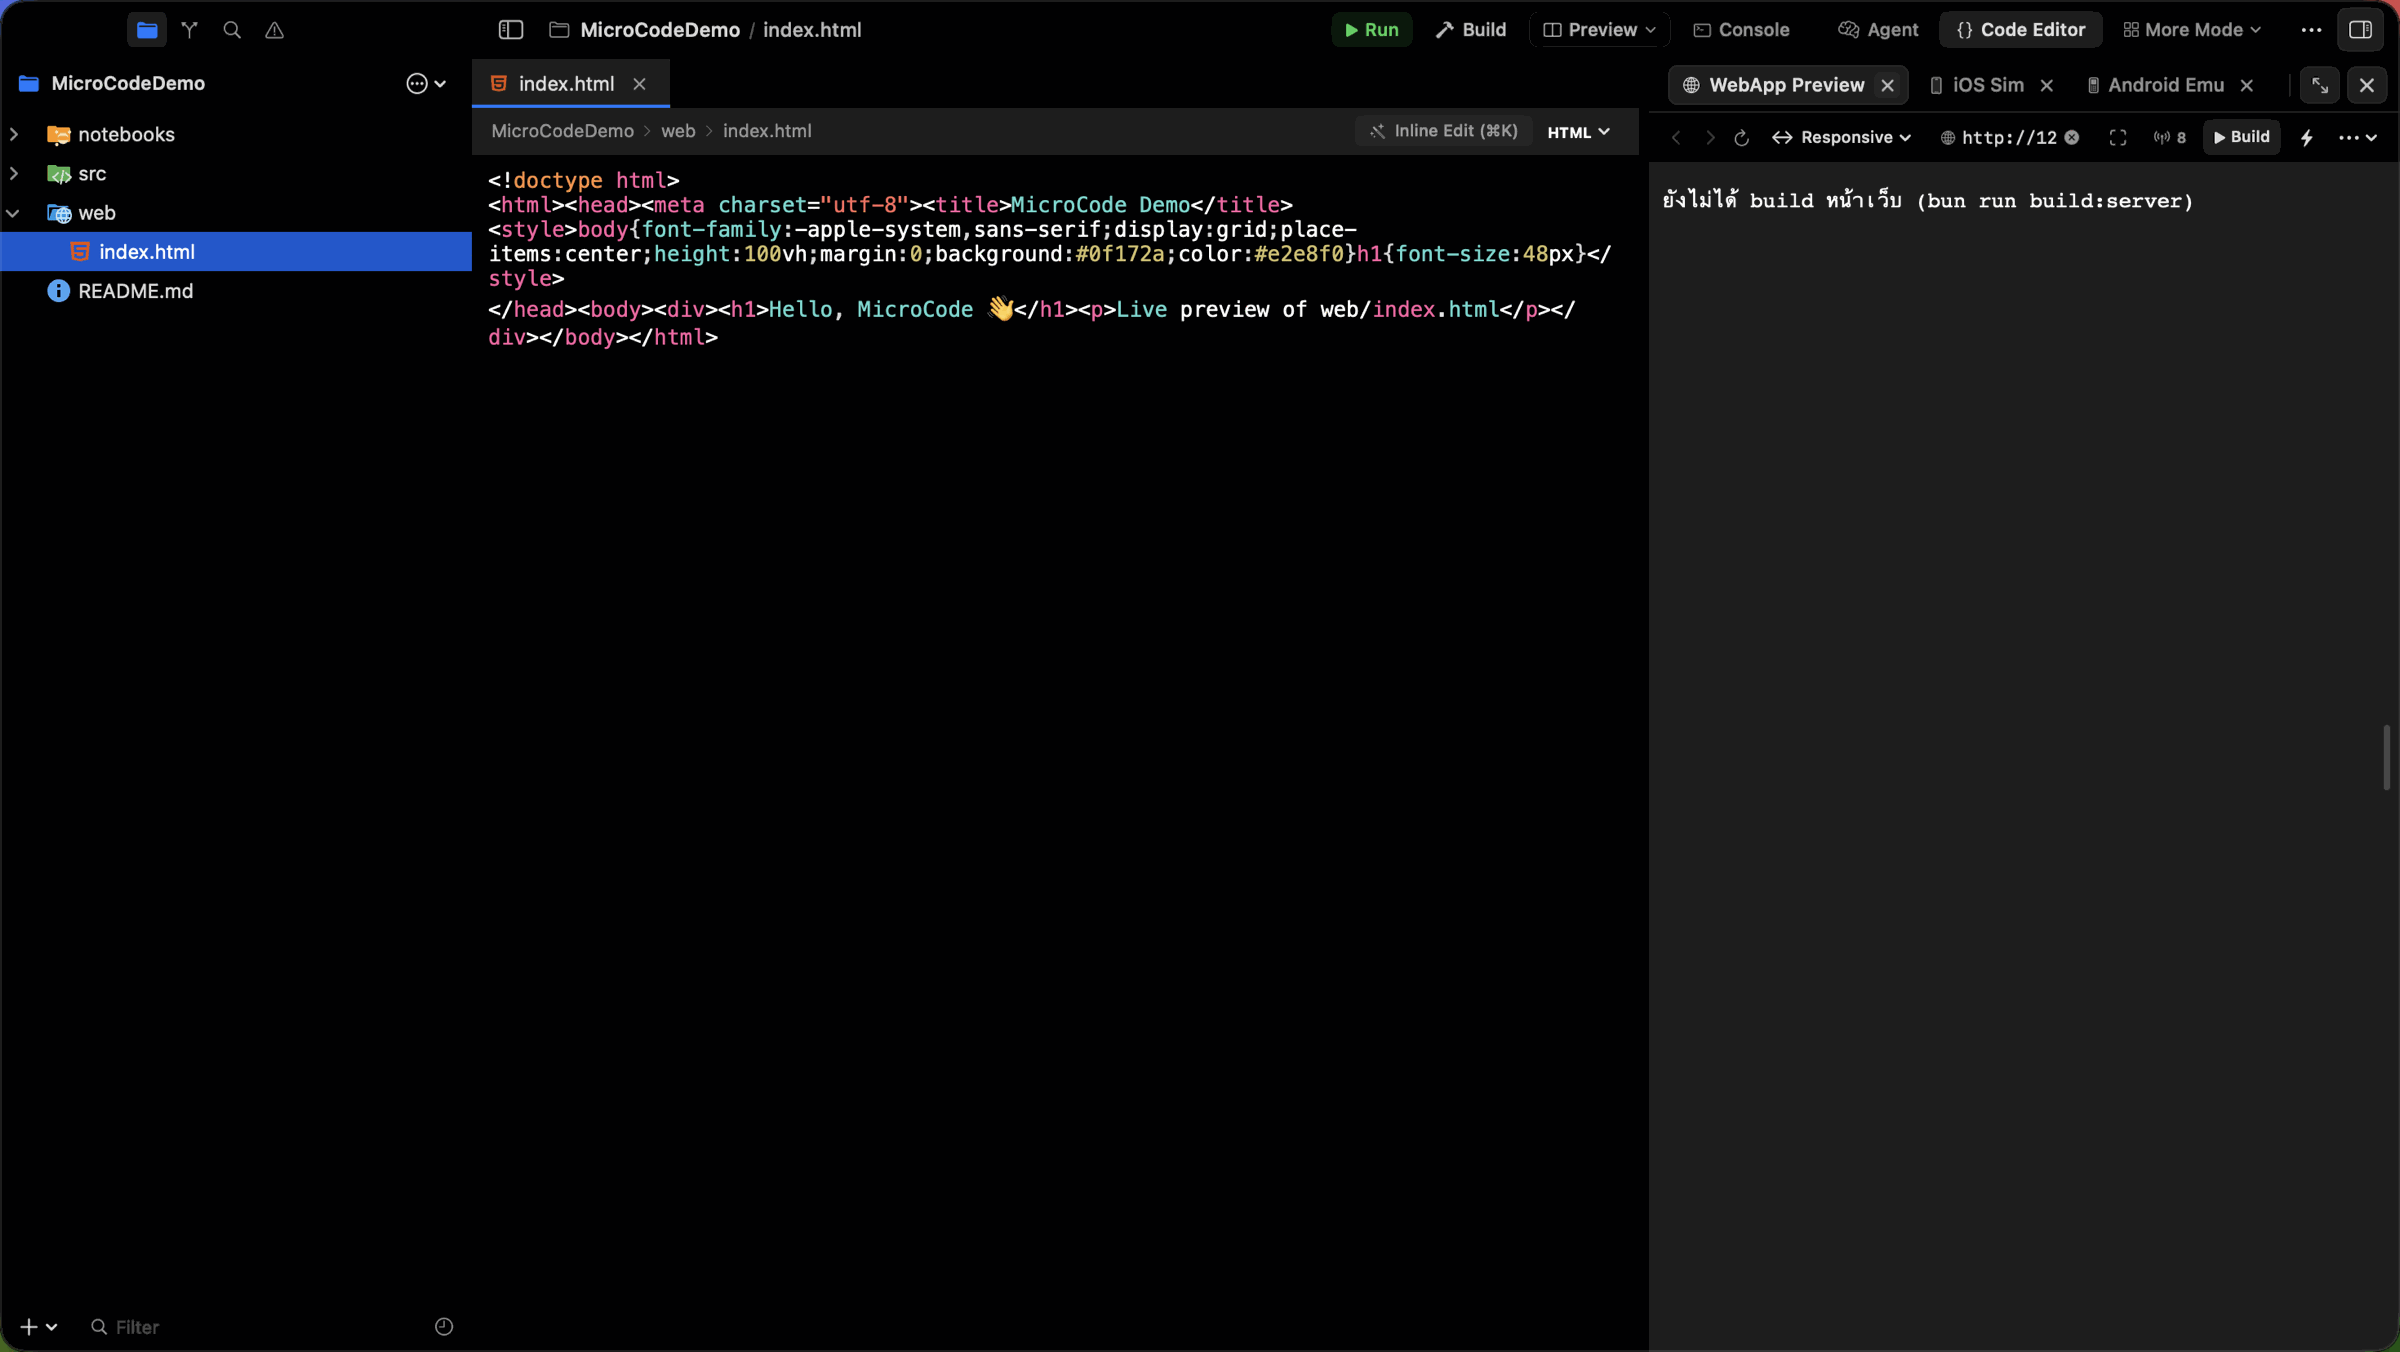 MicroCodeDemo / index.html
Run
Build
Preview
Console
Agent
{} Code Editor
More Mode
MicroCodeDemo
notebooks
src
web
index.html
README.md
Filter
index.html
MicroCodeDemo > web > index.html
Inline Edit (⌘K)
HTML
<!doctype html>
<html><head><meta charset="utf-8"><title>MicroCode Demo</title>
<style>body{font-family:-apple-system,sans-serif;display:grid;place-
items:center;height:100vh;margin:0;background:#0f172a;color:#e2e8f0}h1{font-size:48px}</
style>
</head><body><div><h1>Hello, MicroCode 👋</h1><p>Live preview of web/index.html</p></
div></body></html>
WebApp Preview
iOS Sim
Android Emu
Responsive
http://12
8
Build
ยังไม่ได้ build หน้าเว็บ (bun run build:server)